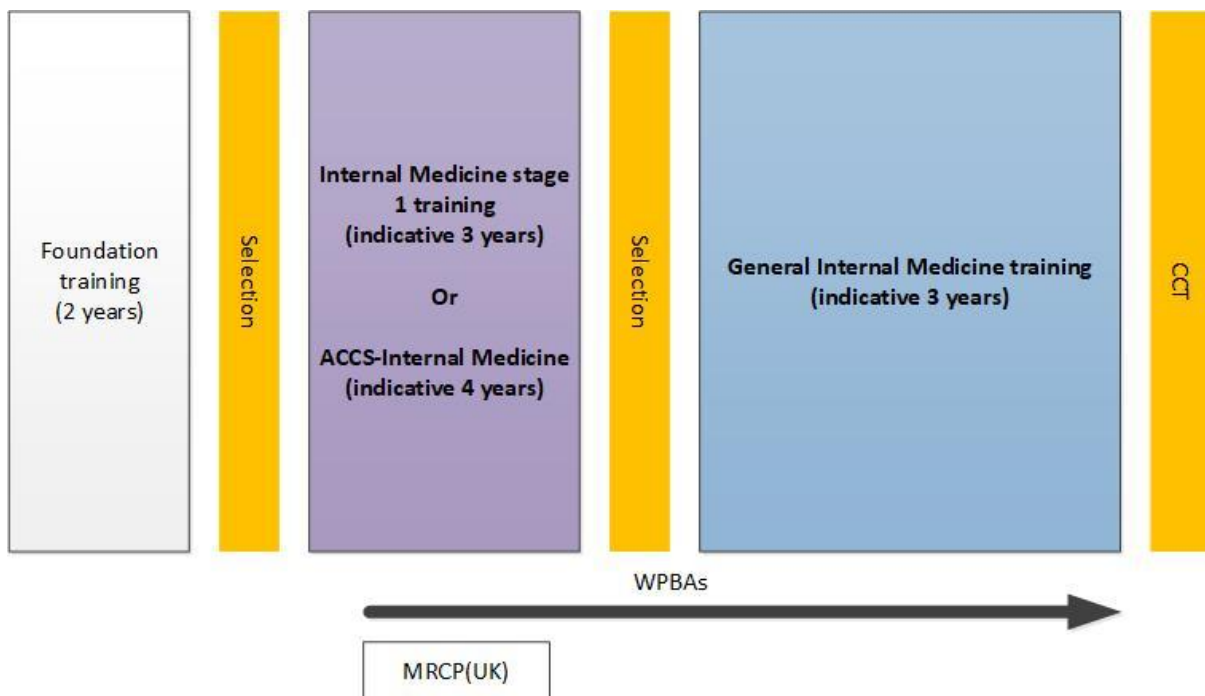 Foundation
training
(2 years)
Selection
Internal Medicine stage
1 training
(indicative 3 years)
Or
ACCS-Internal Medicine
(indicative 4 years)
Selection
General Internal Medicine training
(indicative 3 years)
CCT
WPBAs
MRCP(UK)